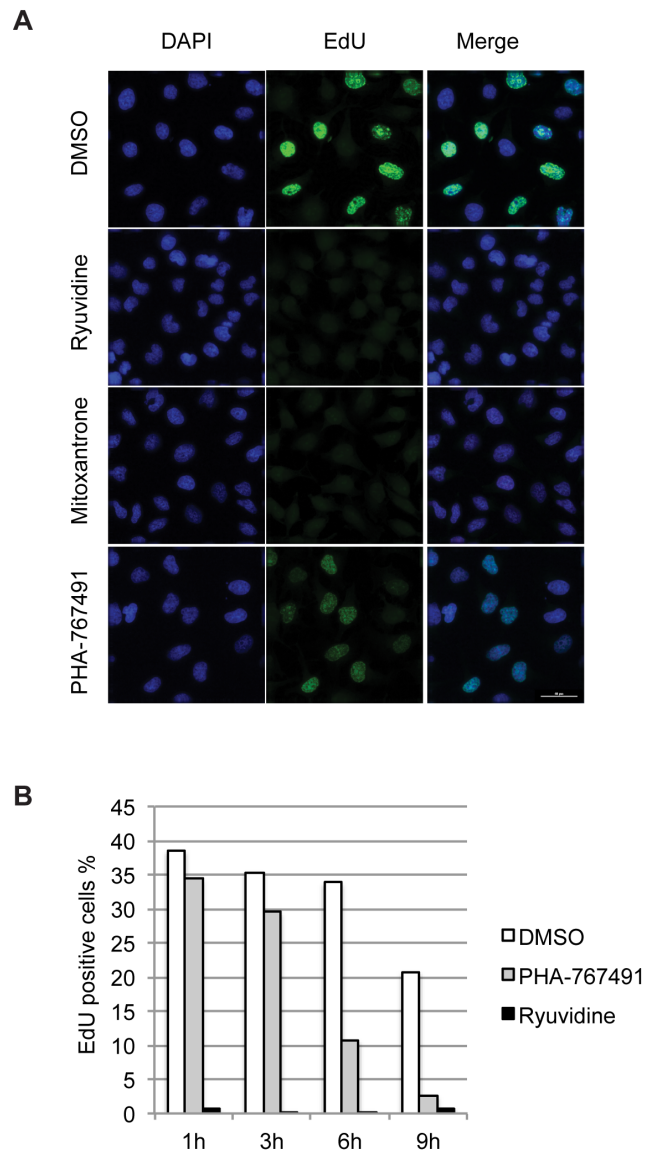 A
DAPI EdU Merge
DMSO
Ryuvidine
Mitoxantrone
PHA-767491
B
EdU positive cells %
45
40
35
30
25
20
15
10
5
0
1h 3h 6h 9h
DMSO
PHA-767491
Ryuvidine